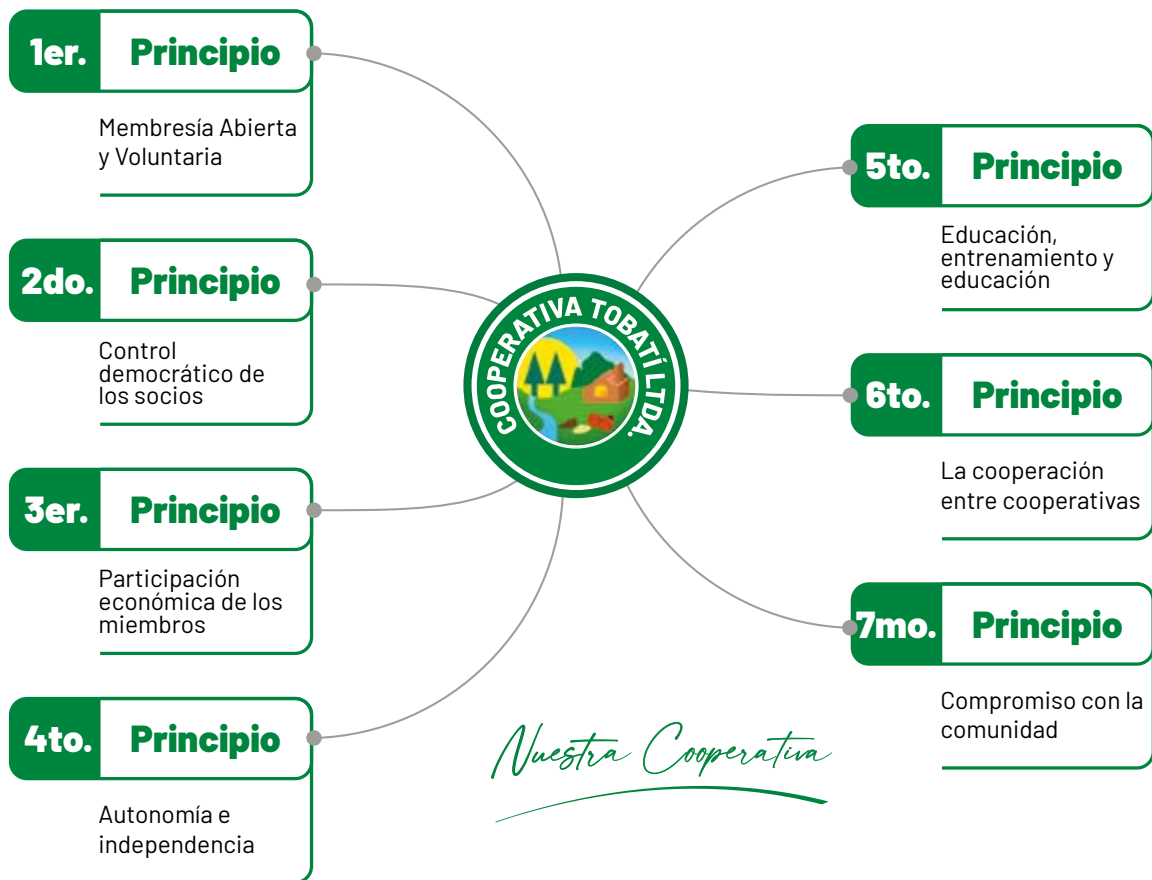 1er. Principio
Membresía Abierta
y Voluntaria
2do. Principio
Control
democrático de
los socios
3er. Principio
Participación
económica de los
miembros
4to. Principio
Autonomía e
independencia
COOPERATIVA TOBATÍ LTDA.
5to. Principio
Educación,
entrenamiento y
educación
6to. Principio
La cooperación
entre cooperativas
7mo. Principio
Compromiso con la
comunidad
Nuestra Cooperativa